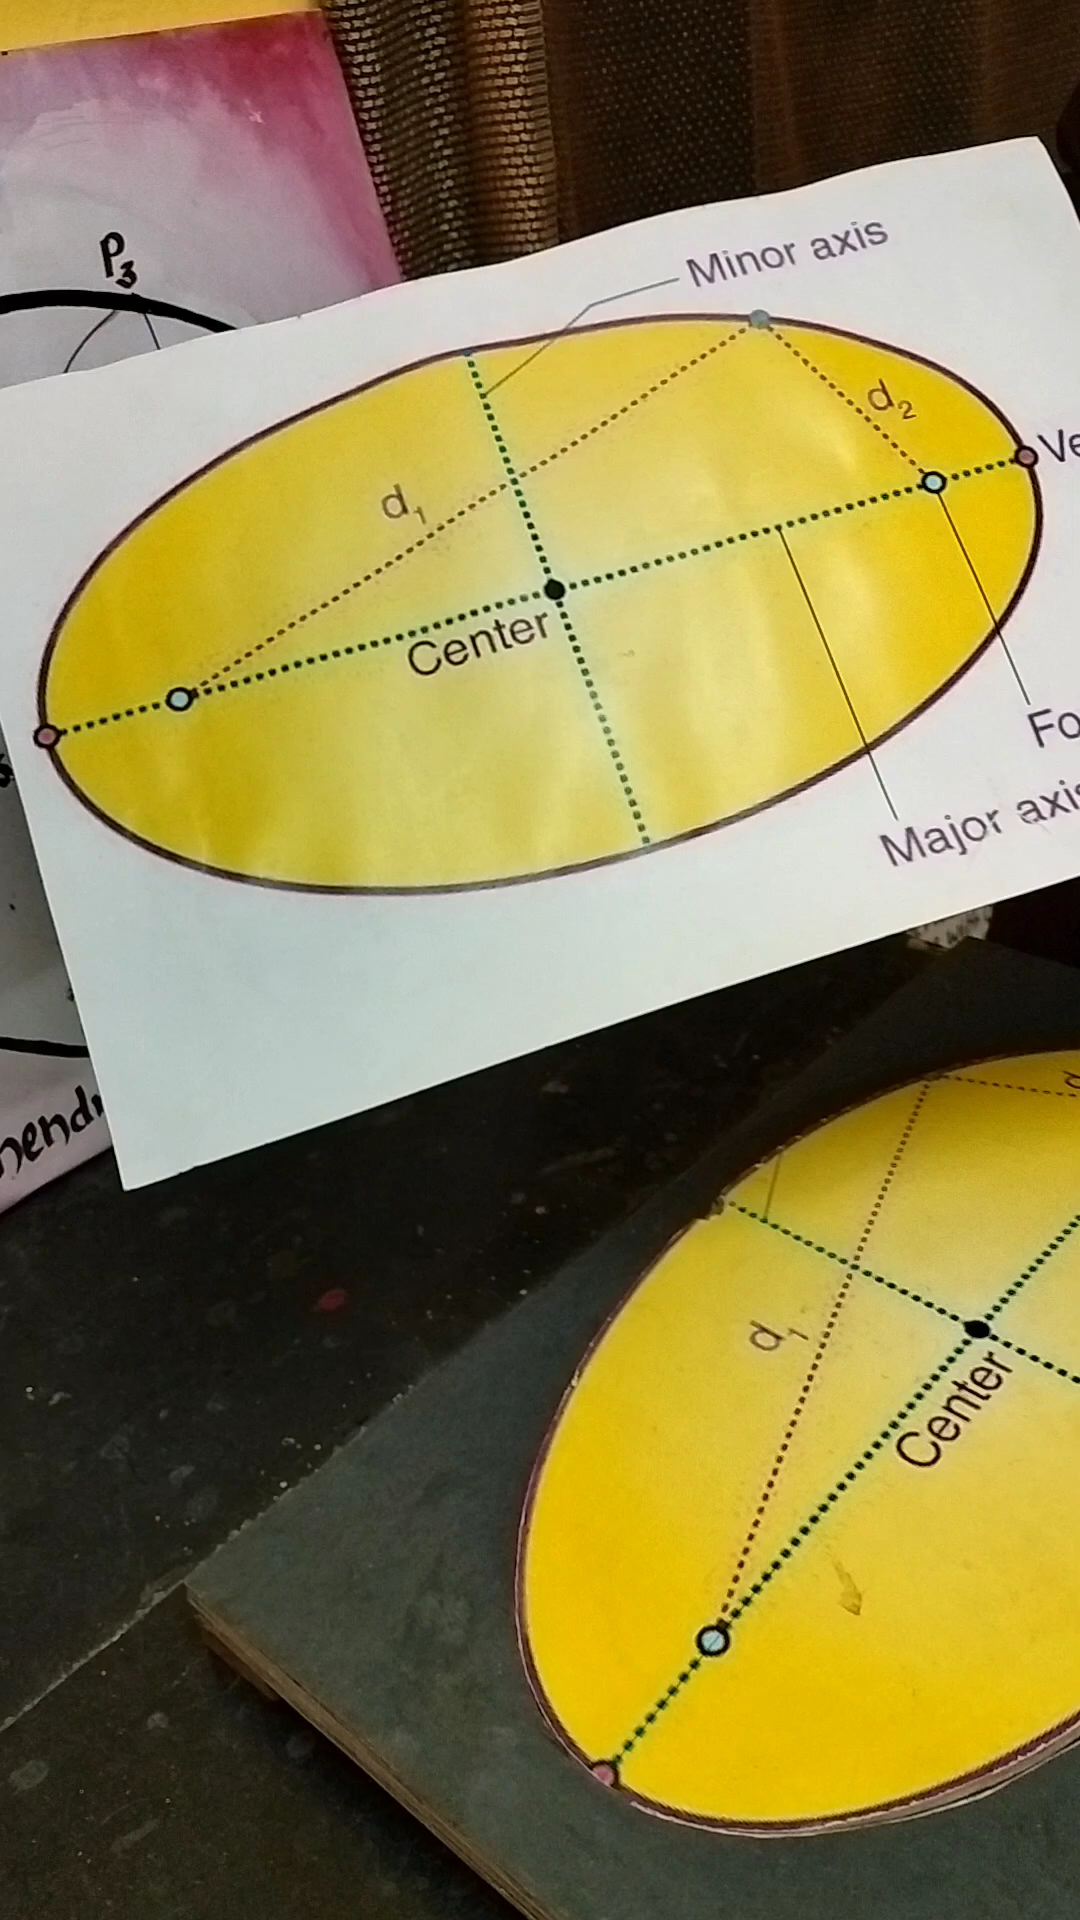 P3
Minor axis
d2
d1
Center
Major axis
d1
Center